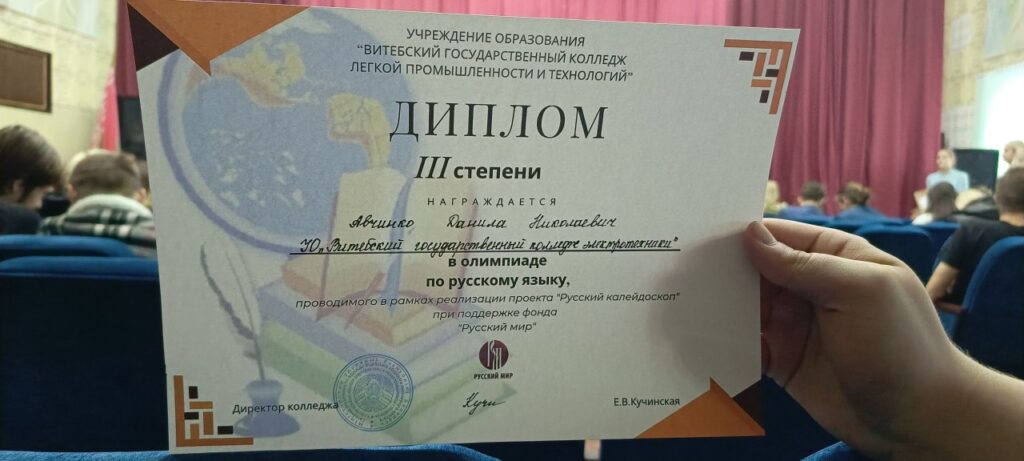 УЧРЕЖДЕНИЕ ОБРАЗОВАНИЯ
"ВИТЕБСКИЙ ГОСУДАРСТВЕННЫЙ КОЛЛЕДЖ
ЛЕГКОЙ ПРОМЫШЛЕННОСТИ И ТЕХНОЛОГИЙ"
ДИПЛОМ
III степени
НАГРАЖДАЕТСЯ
Авчинко Данила Николаевич
УО "Витебский государственный колледж электротехники"
в олимпиаде
по русскому языку,
проводимого в рамках реализации проекта "Русский калейдоскоп"
при поддержке фонда
"Русский мир"
РУССКИЙ МИР
Директор колледжа
Е.В.Кучинская